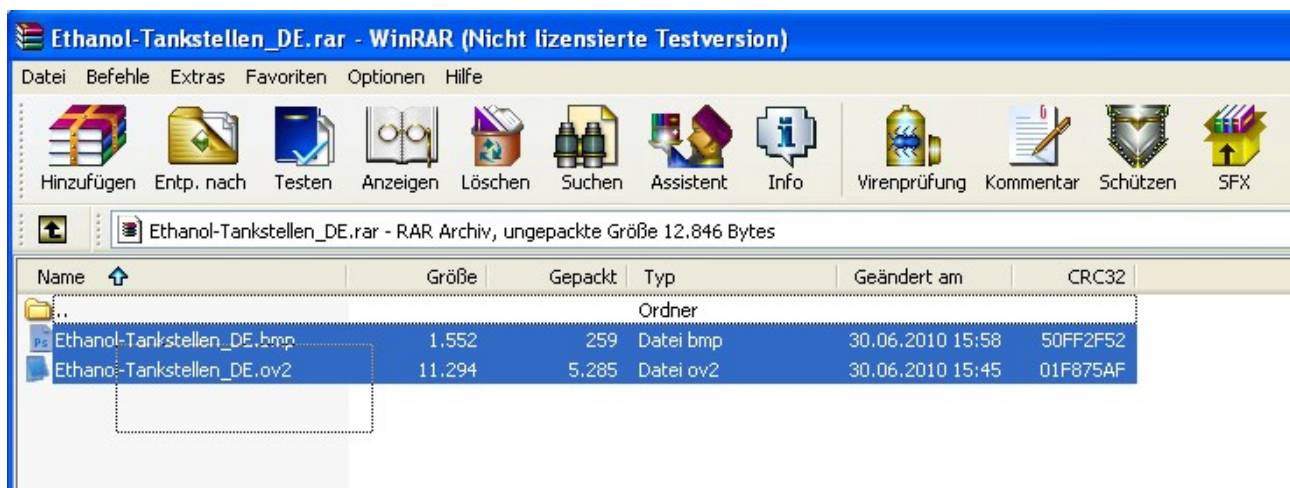 Ethanol-Tankstellen_DE.rar - WinRAR (Nicht lizensierte Testversion)
Datei Befehle Extras Favoriten Optionen Hilfe
Hinzufügen Entp. nach Testen Anzeigen Löschen Suchen Assistent Info Virenprüfung Kommentar Schützen SFX
Ethanol-Tankstellen_DE.rar - RAR Archiv, ungepackte Größe 12.846 Bytes
Name Größe Gepackt Typ Geändert am CRC32
.. Ordner
Ethanol-Tankstellen_DE.bmp 1.552 259 Datei bmp 30.06.2010 15:58 50FF2F52
Ethanol-Tankstellen_DE.ov2 11.294 5.285 Datei ov2 30.06.2010 15:45 01F875AF